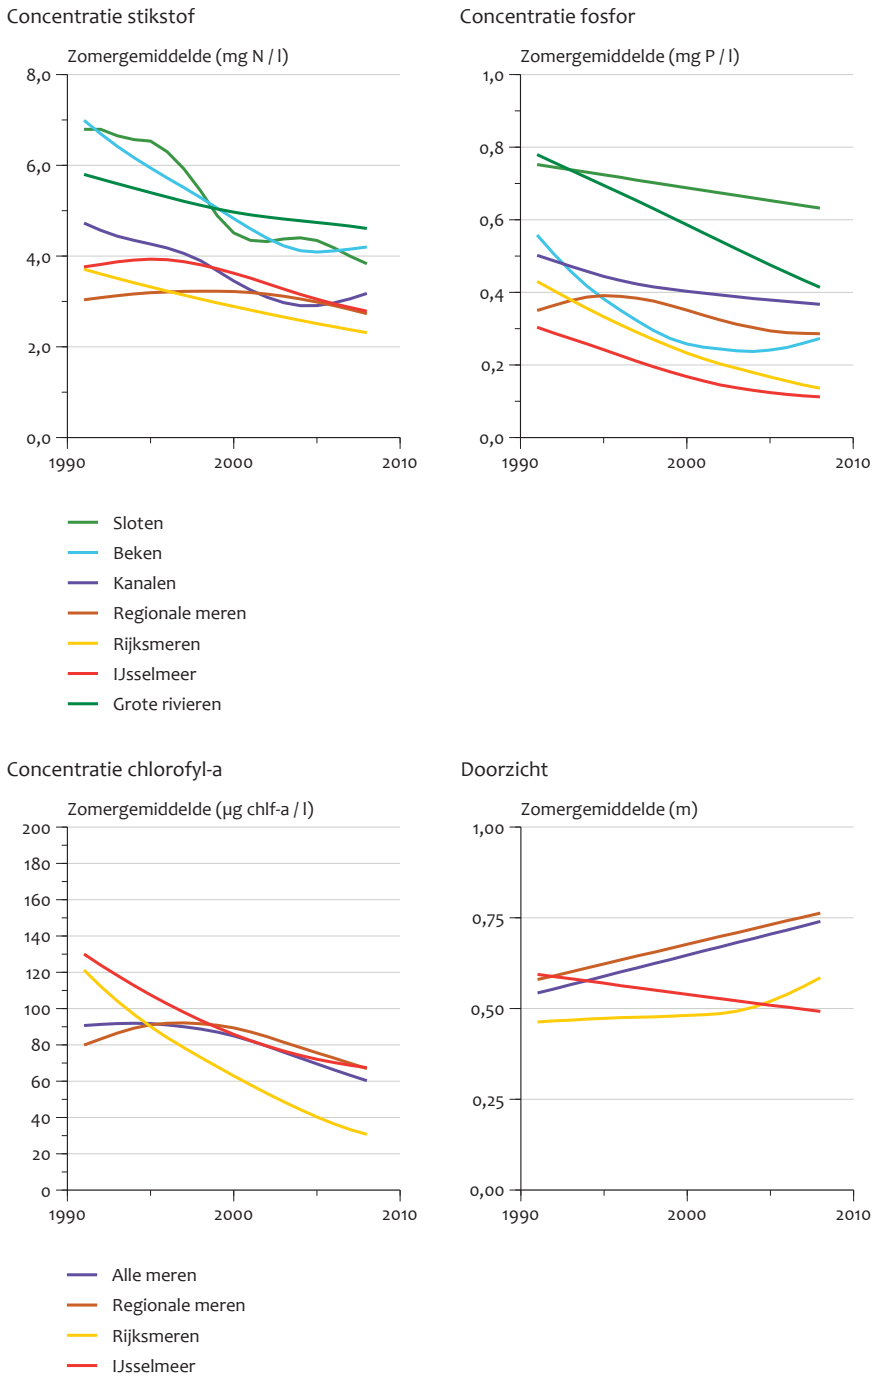 Concentratie stikstof
Zomergemiddelde (mg N / l)
8,0
6,0
4,0
2,0
0,0
1990
2000
2010
Concentratie fosfor
Zomergemiddelde (mg P / l)
1,0
0,8
0,6
0,4
0,2
0,0
1990
2000
2010
Sloten
Beken
Kanalen
Regionale meren
Rijksmeren
IJsselmeer
Grote rivieren
Concentratie chlorofyl-a
Zomergemiddelde (µg chlf-a / l)
200
180
160
140
120
100
80
60
40
20
0
1990
2000
2010
Doorzicht
Zomergemiddelde (m)
1,00
0,75
0,50
0,25
0,00
1990
2000
2010
Alle meren
Regionale meren
Rijksmeren
IJsselmeer